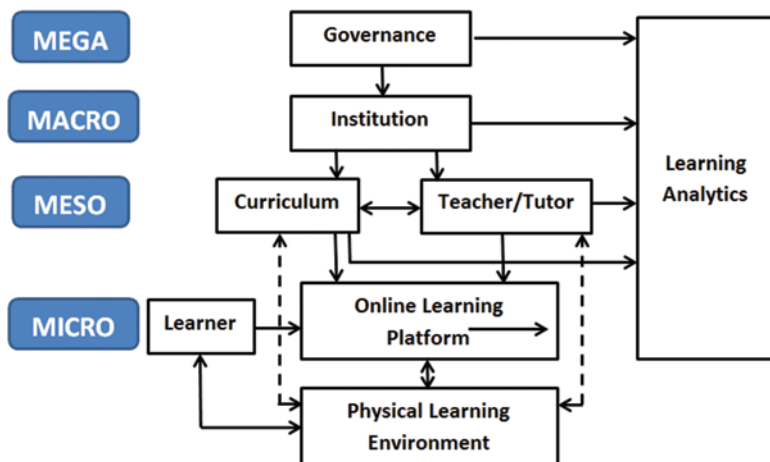 MEGA
Governance
MACRO
Institution
Learning
Analytics
MESO
Curriculum
Teacher/Tutor
MICRO
Learner
Online Learning
Platform
Physical Learning
Environment